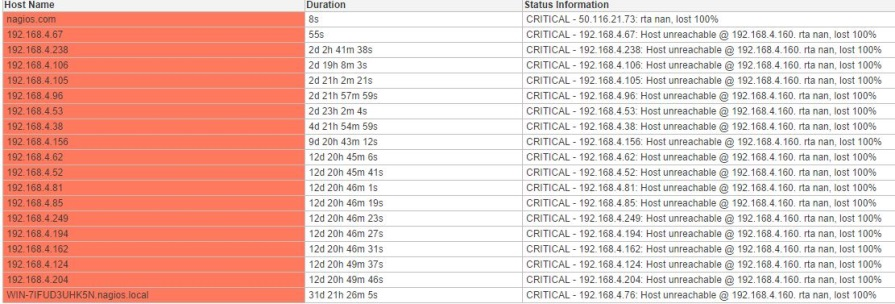 Host Name Duration Status Information
nagios.com 8s CRITICAL - 50.116.21.73: rta nan, lost 100%
192.168.4.67 55s CRITICAL - 192.168.4.67: Host unreachable @ 192.168.4.160. rta nan, lost 100%
192.168.4.238 2d 2h 41m 38s CRITICAL - 192.168.4.238: Host unreachable @ 192.168.4.160. rta nan, lost 100%
192.168.4.106 2d 19h 8m 3s CRITICAL - 192.168.4.106: Host unreachable @ 192.168.4.160. rta nan, lost 100%
192.168.4.105 2d 21h 2m 21s CRITICAL - 192.168.4.105: Host unreachable @ 192.168.4.160. rta nan, lost 100%
192.168.4.96 2d 21h 57m 59s CRITICAL - 192.168.4.96: Host unreachable @ 192.168.4.160. rta nan, lost 100%
192.168.4.53 2d 23h 2m 4s CRITICAL - 192.168.4.53: Host unreachable @ 192.168.4.160. rta nan, lost 100%
192.168.4.38 4d 21h 54m 59s CRITICAL - 192.168.4.38: Host unreachable @ 192.168.4.160. rta nan, lost 100%
192.168.4.156 9d 20h 43m 12s CRITICAL - 192.168.4.156: Host unreachable @ 192.168.4.160. rta nan, lost 100%
192.168.4.62 12d 20h 45m 6s CRITICAL - 192.168.4.62: Host unreachable @ 192.168.4.160. rta nan, lost 100%
192.168.4.52 12d 20h 45m 41s CRITICAL - 192.168.4.52: Host unreachable @ 192.168.4.160. rta nan, lost 100%
192.168.4.81 12d 20h 46m 1s CRITICAL - 192.168.4.81: Host unreachable @ 192.168.4.160. rta nan, lost 100%
192.168.4.85 12d 20h 46m 19s CRITICAL - 192.168.4.85: Host unreachable @ 192.168.4.160. rta nan, lost 100%
192.168.4.249 12d 20h 46m 23s CRITICAL - 192.168.4.249: Host unreachable @ 192.168.4.160. rta nan, lost 100%
192.168.4.194 12d 20h 46m 27s CRITICAL - 192.168.4.194: Host unreachable @ 192.168.4.160. rta nan, lost 100%
192.168.4.162 12d 20h 46m 31s CRITICAL - 192.168.4.162: Host unreachable @ 192.168.4.160. rta nan, lost 100%
192.168.4.124 12d 20h 49m 37s CRITICAL - 192.168.4.124: Host unreachable @ 192.168.4.160. rta nan, lost 100%
192.168.4.204 12d 20h 49m 46s CRITICAL - 192.168.4.204: Host unreachable @ 192.168.4.160. rta nan, lost 100%
WIN-7IFUD3UHK5N.nagios.local 31d 21h 26m 5s CRITICAL - 192.168.4.76: Host unreachable @ 192.168.4.160. rta nan, lost 100%